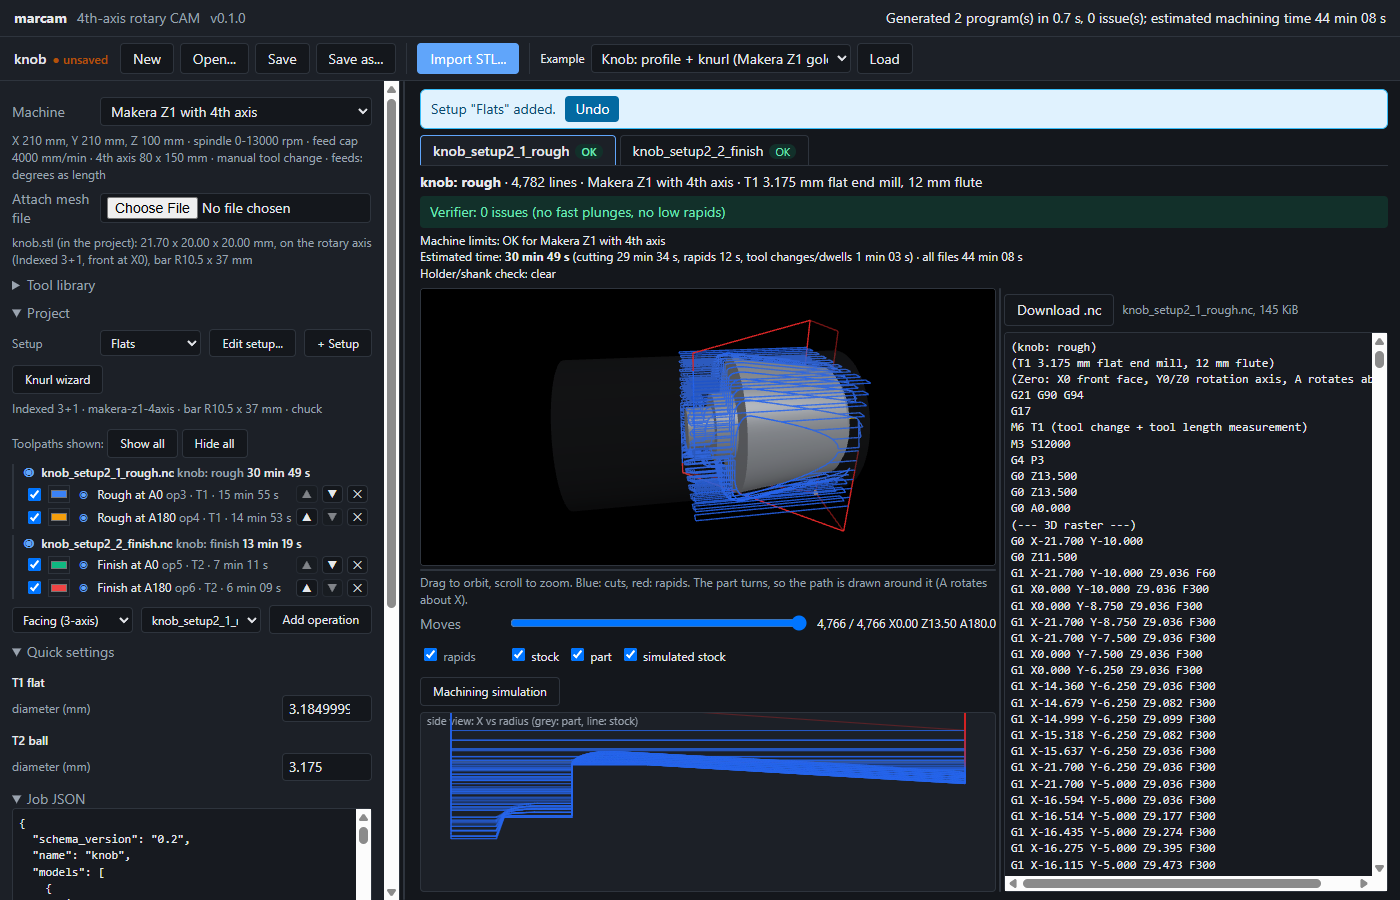 marcam 4th-axis rotary CAM v0.1.0
Generated 2 program(s) in 0.7 s, 0 issue(s); estimated machining time 44 min 08 s
knob • unsaved New Open... Save Save as... Import STL... Example Knob: profile + knurl (Makera Z1 gol Load
Machine Makera Z1 with 4th axis
X 210 mm, Y 210 mm, Z 100 mm · spindle 0-13000 rpm · feed cap
4000 mm/min · 4th axis 80 x 150 mm · manual tool change · feeds:
degrees as length
Attach mesh file Choose File No file chosen
knob.stl (in the project): 21.70 x 20.00 x 20.00 mm, on the rotary axis
(Indexed 3+1, front at X0), bar R10.5 x 37 mm
▶ Tool library
▼ Project
Setup Flats Edit setup... + Setup
Knurl wizard
Indexed 3+1 · makera-z1-4axis · bar R10.5 x 37 mm · chuck
Toolpaths shown: Show all Hide all
knob_setup2_1_rough.nc knob: rough 30 min 49 s
Rough at A0 op3 · T1 · 15 min 55 s ▲ ▼ ✕
Rough at A180 op4 · T1 · 14 min 53 s ▲ ▼ ✕
knob_setup2_2_finish.nc knob: finish 13 min 19 s
Finish at A0 op5 · T2 · 7 min 11 s ▲ ▼ ✕
Finish at A180 op6 · T2 · 6 min 09 s ▲ ▼ ✕
Facing (3-axis) knob_setup2_1_r Add operation
▼ Quick settings
T1 flat
diameter (mm) 3.1849999
T2 ball
diameter (mm) 3.175
▼ Job JSON
{
"schema_version": "0.2",
"name": "knob",
"models": [
{
Setup "Flats" added. Undo
knob_setup2_1_rough OK knob_setup2_2_finish OK
knob: rough · 4,782 lines · Makera Z1 with 4th axis · T1 3.175 mm flat end mill, 12 mm flute
Verifier: 0 issues (no fast plunges, no low rapids)
Machine limits: OK for Makera Z1 with 4th axis
Estimated time: 30 min 49 s (cutting 29 min 34 s, rapids 12 s, tool changes/dwells 1 min 03 s) · all files 44 min 08 s
Holder/shank check: clear
Drag to orbit, scroll to zoom. Blue: cuts, red: rapids. The part turns, so the path is drawn around it (A rotates
about X).
Moves 4,766 / 4,766 X0.00 Z13.50 A180.0
rapids stock part simulated stock
Machining simulation
side view: X vs radius (grey: part, line: stock)
Download .nc knob_setup2_1_rough.nc, 145 KiB
(knob: rough)
(T1 3.175 mm flat end mill, 12 mm flute)
(Zero: X0 front face, Y0/Z0 rotation axis, A rotates ab
G21 G90 G94
G17
M6 T1 (tool change + tool length measurement)
M3 S12000
G4 P3
G0 Z13.500
G0 Z13.500
G0 A0.000
(--- 3D raster ---)
G0 X-21.700 Y-10.000
G0 Z11.500
G1 X-21.700 Y-10.000 Z9.036 F60
G1 X0.000 Y-10.000 Z9.036 F300
G1 X0.000 Y-8.750 Z9.036 F300
G1 X-21.700 Y-8.750 Z9.036 F300
G1 X-21.700 Y-7.500 Z9.036 F300
G1 X0.000 Y-7.500 Z9.036 F300
G1 X0.000 Y-6.250 Z9.036 F300
G1 X-14.360 Y-6.250 Z9.036 F300
G1 X-14.679 Y-6.250 Z9.082 F300
G1 X-14.999 Y-6.250 Z9.099 F300
G1 X-15.318 Y-6.250 Z9.082 F300
G1 X-15.637 Y-6.250 Z9.036 F300
G1 X-21.700 Y-6.250 Z9.036 F300
G1 X-21.700 Y-5.000 Z9.036 F300
G1 X-16.594 Y-5.000 Z9.036 F300
G1 X-16.514 Y-5.000 Z9.177 F300
G1 X-16.435 Y-5.000 Z9.274 F300
G1 X-16.275 Y-5.000 Z9.395 F300
G1 X-16.115 Y-5.000 Z9.473 F300